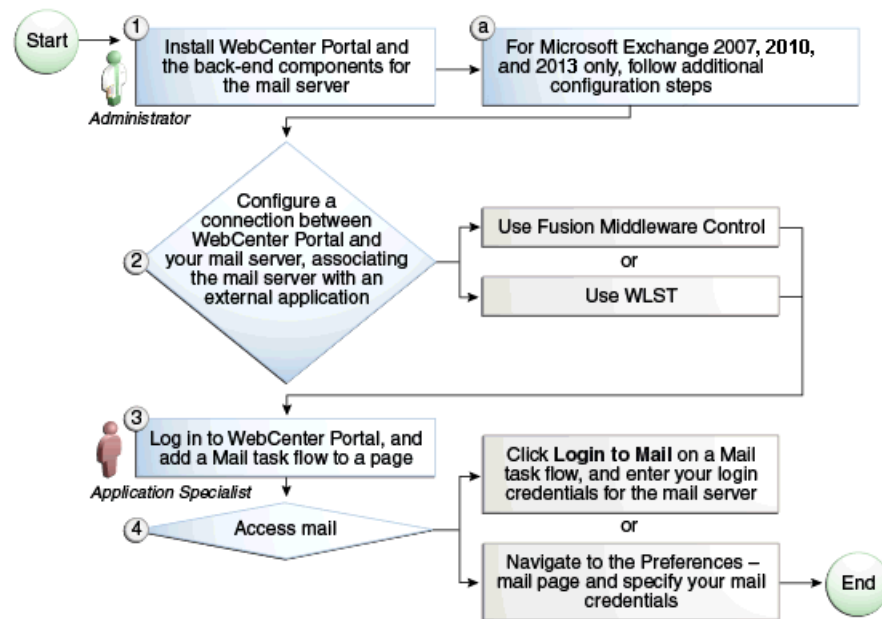 Start
1
Install WebCenter Portal and
the back-end components for
the mail server
Administrator
a
For Microsoft Exchange 2007, 2010,
and 2013 only, follow additional
configuration steps
2
Configure a
connection between
WebCenter Portal and
your mail server, associating
the mail server with an
external application
Use Fusion Middleware Control
or
Use WLST
3
Log in to WebCenter Portal, and
add a Mail task flow to a page
Application Specialist
4
Access mail
Click Login to Mail on a Mail
task flow, and enter your login
credentials for the mail server
or
Navigate to the Preferences –
mail page and specify your mail
credentials
End